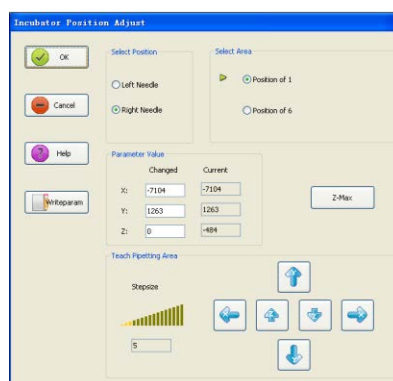 Incubator Position Adjust
OK
Cancel
Help
Writeparam
Select Position
Left Needle
Right Needle
Select Area
Position of 1
Position of 6
Parameter Value
Changed Current
X: -7104 -7104
Y: 1263 1263
Z: 0 -484
Z-Max
Teach Pipetting Area
Stepsize
5